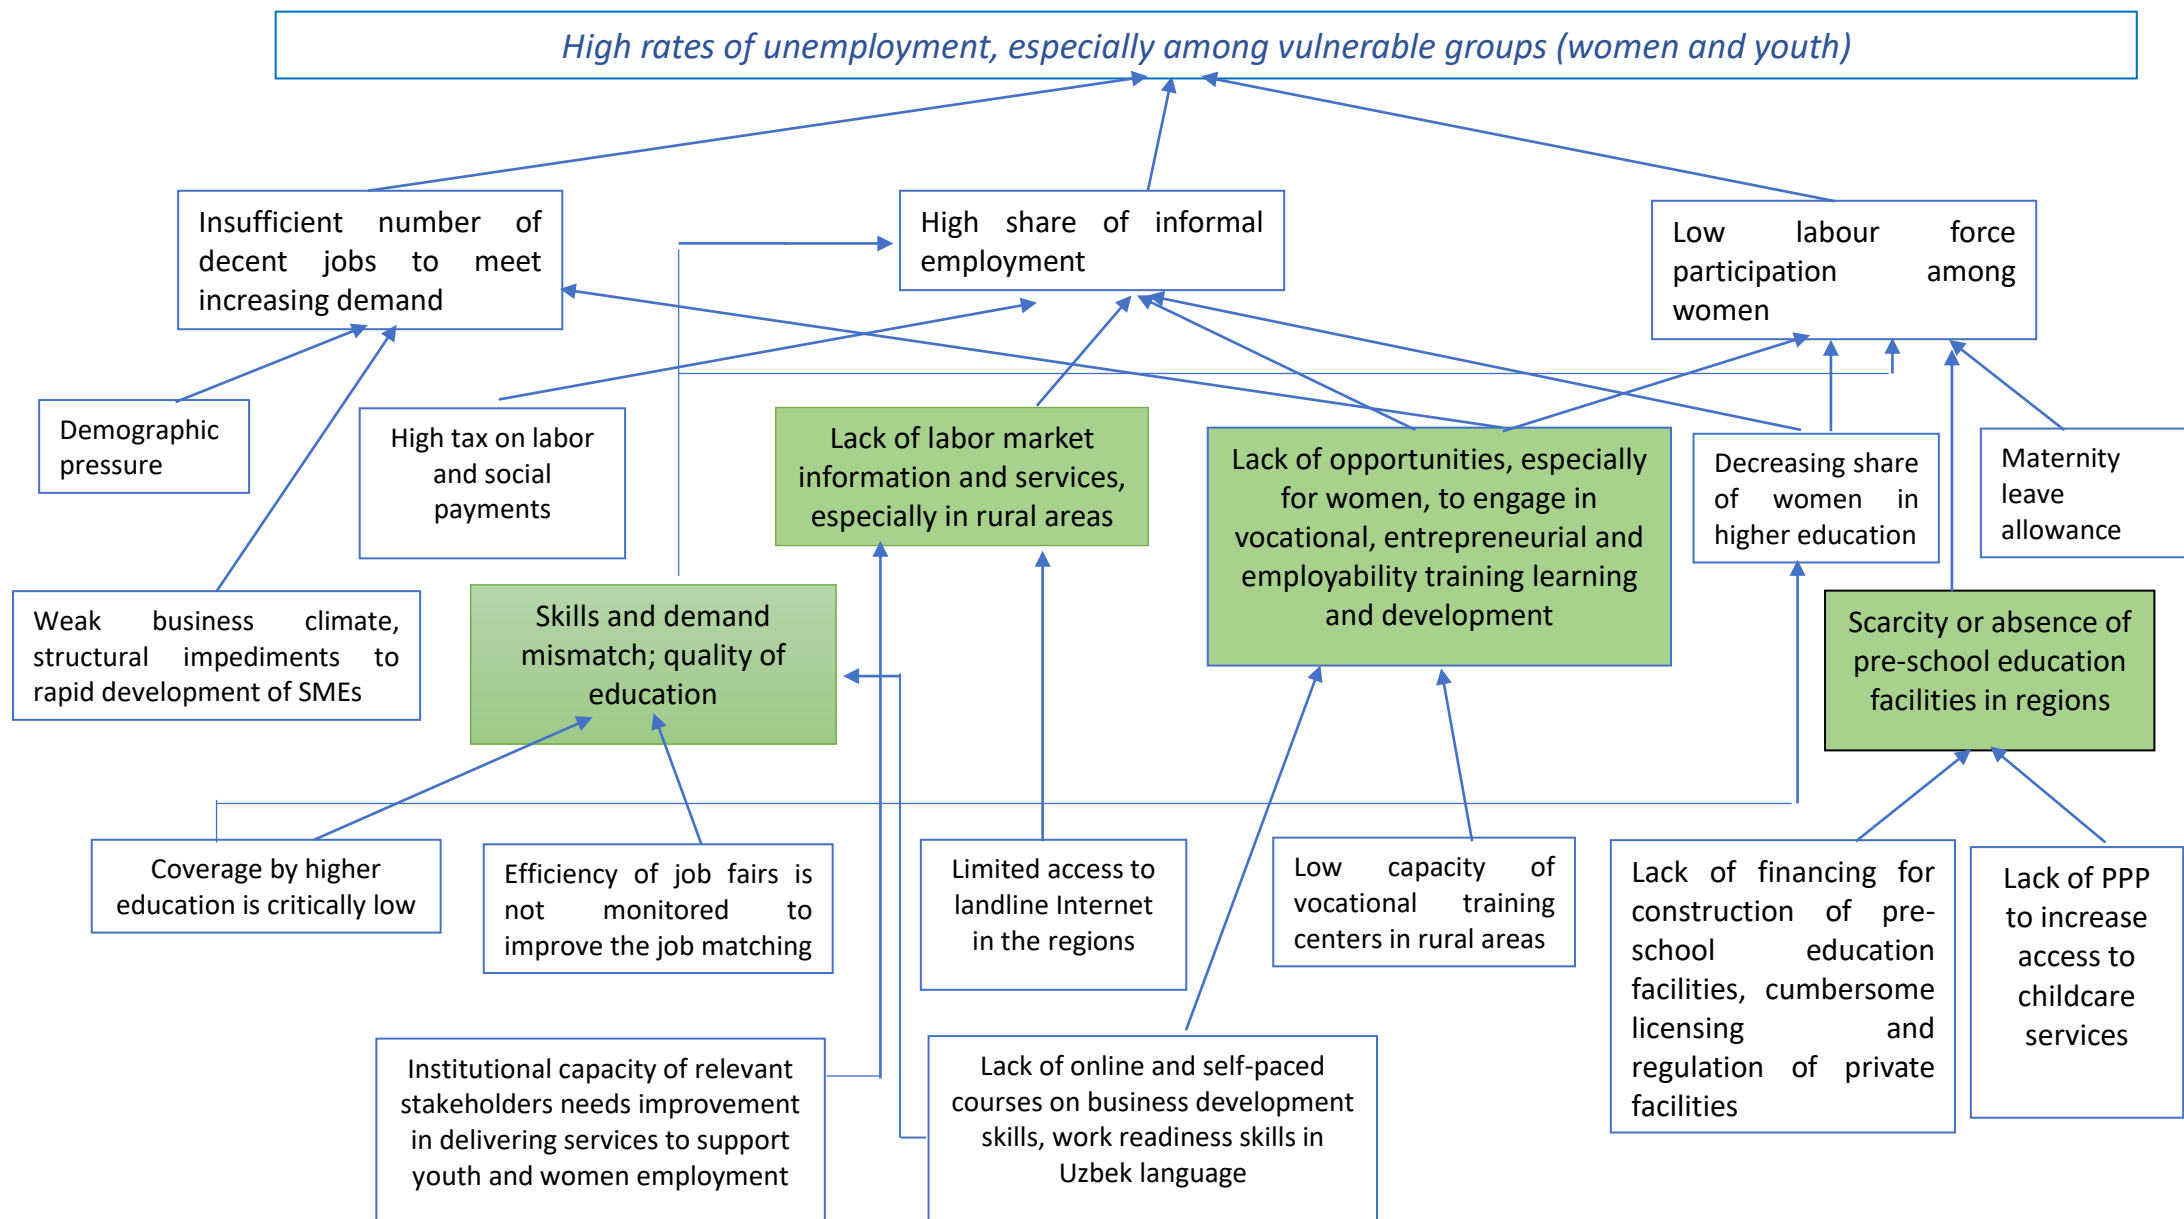 High rates of unemployment, especially among vulnerable groups (women and youth)
Insufficient number of
decent jobs to meet
increasing demand
High share of informal
employment
Low labour force
participation among
women
Demographic
pressure
High tax on labor
and social
payments
Lack of labor market
information and services,
especially in rural areas
Lack of opportunities, especially
for women, to engage in
vocational, entrepreneurial and
employability training learning
and development
Decreasing share
of women in
higher education
Maternity
leave
allowance
Weak business climate,
structural impediments to
rapid development of SMEs
Skills and demand
mismatch; quality of
education
Scarcity or absence of
pre-school education
facilities in regions
Coverage by higher
education is critically low
Efficiency of job fairs is
not monitored to
improve the job matching
Limited access to
landline Internet
in the regions
Low capacity of
vocational training
centers in rural areas
Lack of financing for
construction of pre-
school education
facilities, cumbersome
licensing and
regulation of private
facilities
Lack of PPP
to increase
access to
childcare
services
Institutional capacity of relevant
stakeholders needs improvement
in delivering services to support
youth and women employment
Lack of online and self-paced
courses on business development
skills, work readiness skills in
Uzbek language